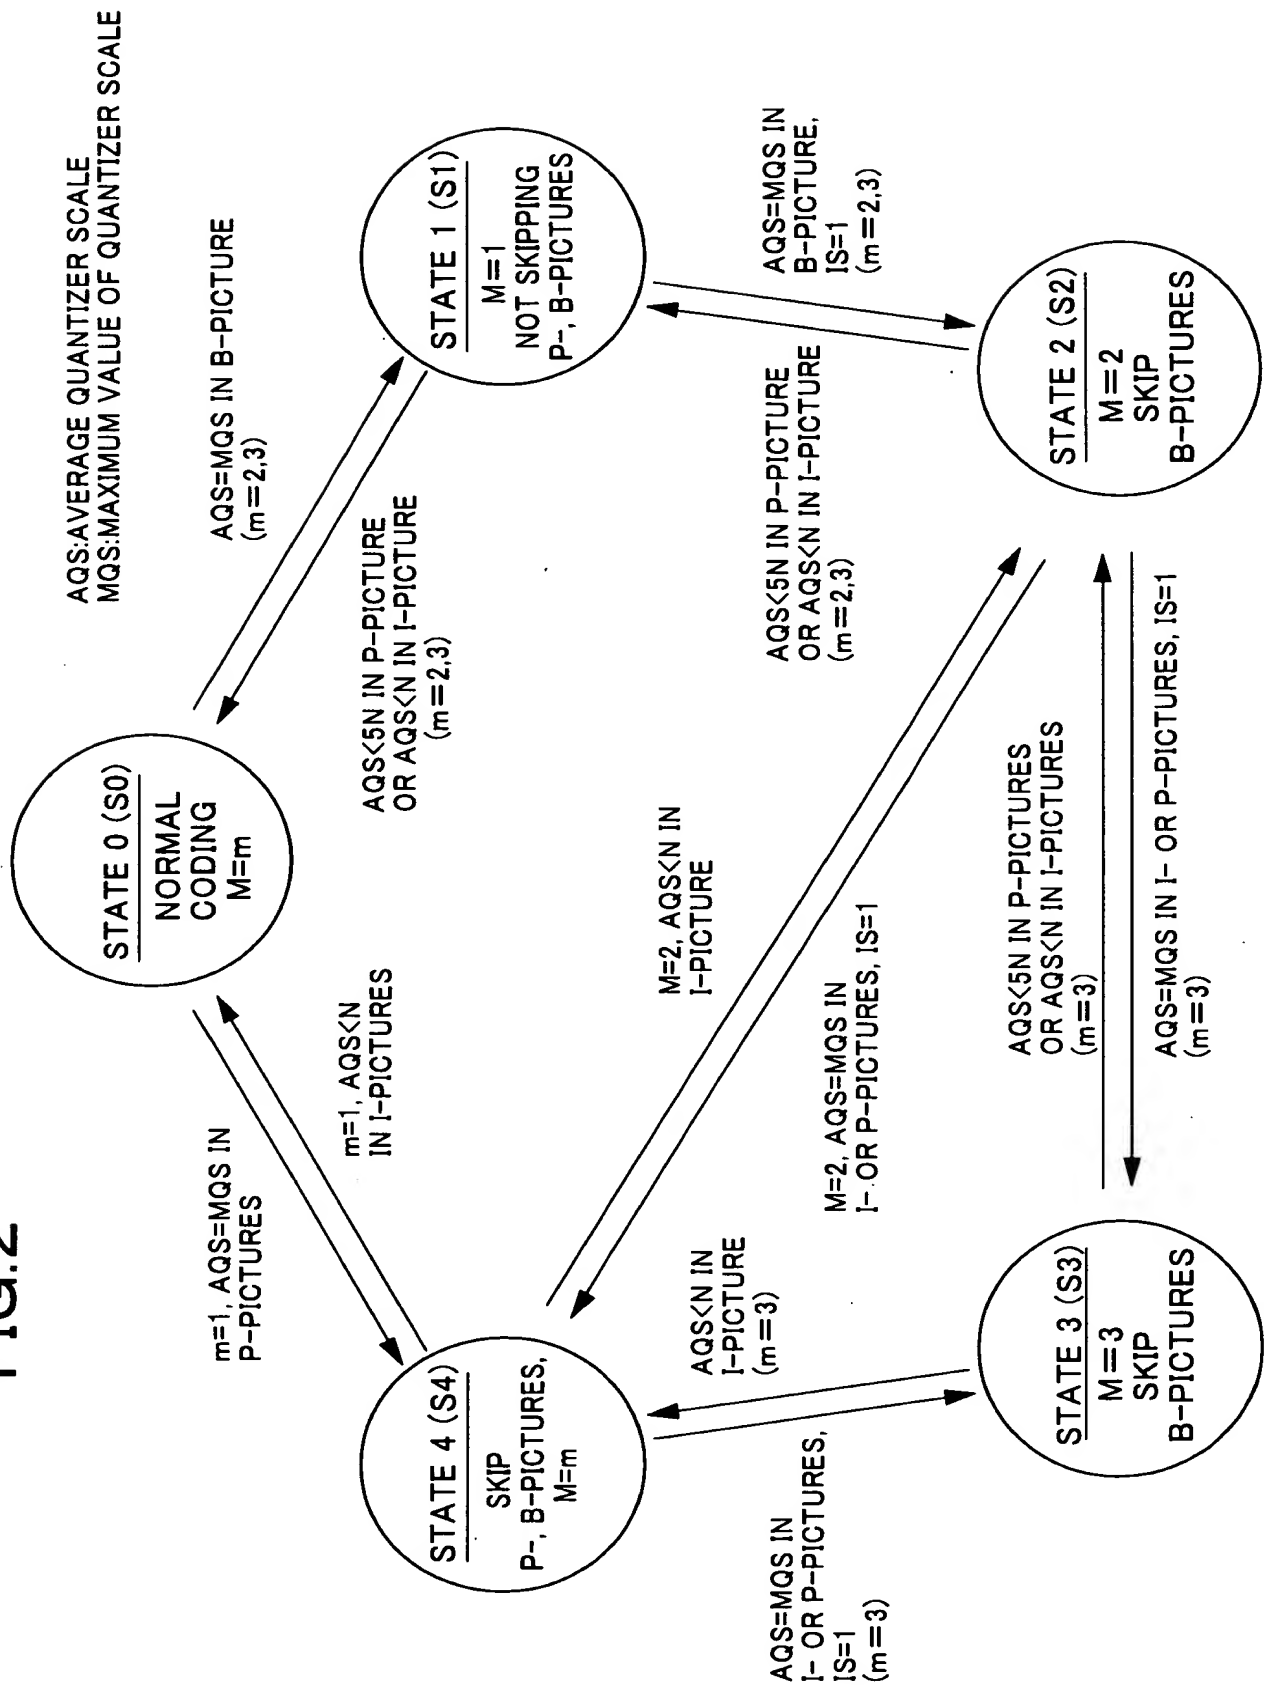 FIG.2
AQS:AVERAGE QUANTIZER SCALE
MQS:MAXIMUM VALUE OF QUANTIZER SCALE
STATE 0 (S0)
NORMAL
CODING
M=m
m=1, AQS=MQS IN
P-PICTURES
m=1, AQS<N
IN I-PICTURES
AQS=MQS IN B-PICTURE
(m=2,3)
AQS<5N IN P-PICTURE
OR AQS<N IN I-PICTURE
(m=2,3)
STATE 4 (S4)
SKIP
P-, B-PICTURES,
M=m
STATE 1 (S1)
M=1
NOT SKIPPING
P-, B-PICTURES
M=2, AQS<N IN
I-PICTURE
M=2, AQS=MQS IN
I- OR P-PICTURES, IS=1
AQS=MQS IN
I- OR P-PICTURES,
IS=1
(m=3)
AQS<N IN
I-PICTURE
(m=3)
AQS<5N IN P-PICTURE
OR AQS<N IN I-PICTURE
(m=2,3)
AQS=MQS IN
B-PICTURE,
IS=1
(m=2,3)
STATE 3 (S3)
M=3
SKIP
B-PICTURES
AQS<5N IN P-PICTURES
OR AQS<N IN I-PICTURES
(m=3)
AQS=MQS IN I- OR P-PICTURES, IS=1
(m=3)
STATE 2 (S2)
M=2
SKIP
B-PICTURES